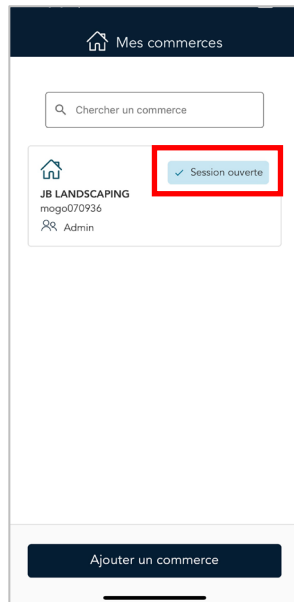 Mes commerces
Chercher un commerce
Session ouverte
JB LANDSCAPING
mogo070936
Admin
Ajouter un commerce